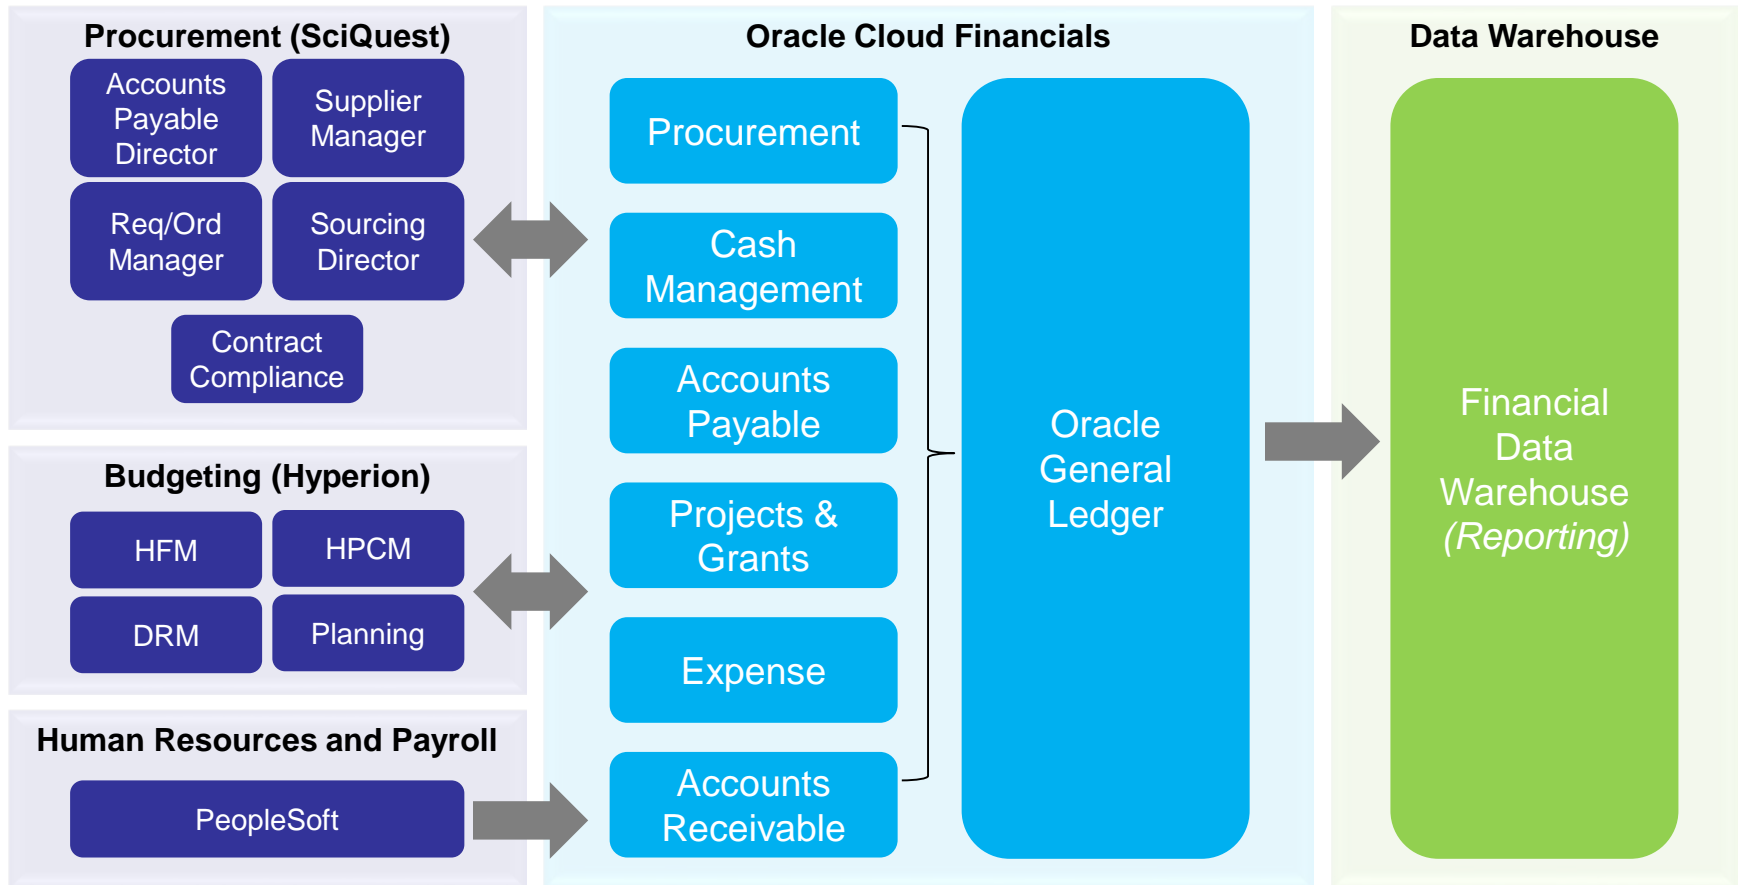 Procurement (SciQuest)
Accounts
Payable
Director
Supplier
Manager
Req/Ord
Manager
Sourcing
Director
Contract
Compliance
Budgeting (Hyperion)
HFM
HPCM
DRM
Planning
Human Resources and Payroll
PeopleSoft
Oracle Cloud Financials
Procurement
Cash
Management
Accounts
Payable
Projects &
Grants
Expense
Accounts
Receivable
Oracle
General
Ledger
Data Warehouse
Financial
Data
Warehouse
(Reporting)